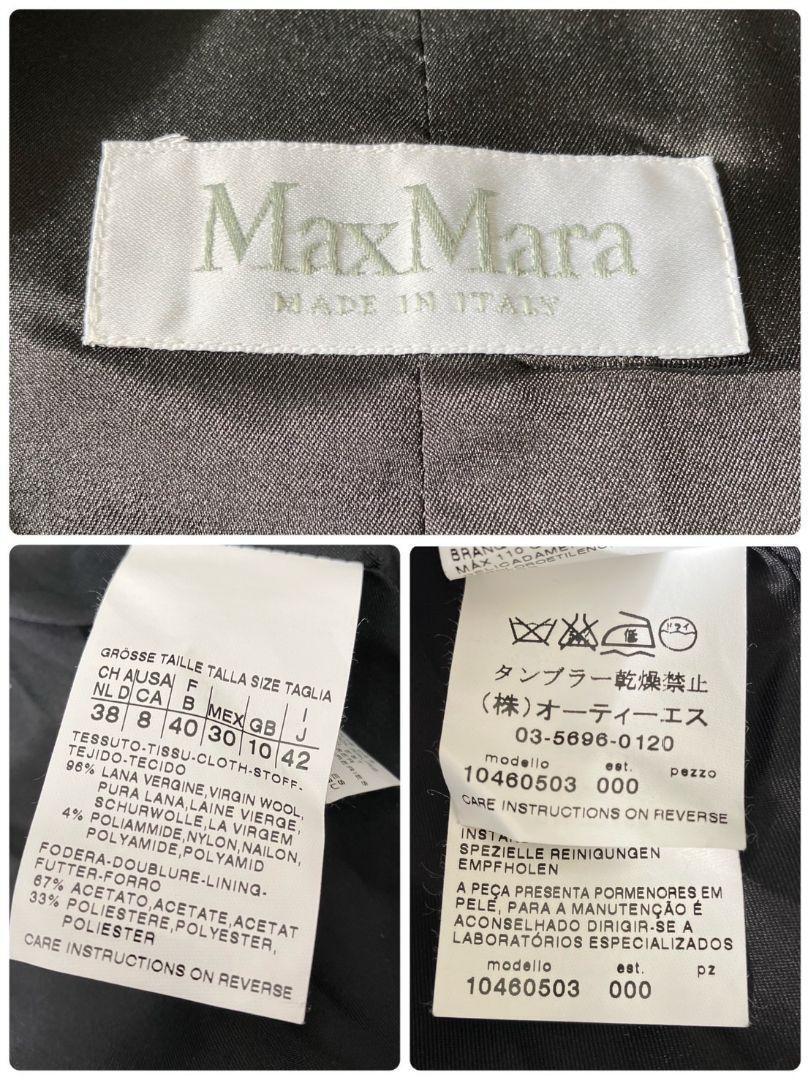 MaxMara
MADE IN ITALY
GRÖSSE TAILLE TALLA SIZE TAGLIA
CH A USA F I
NL D CA B MEX GB J
38 8 40 30 10 42
TESSUTO-TISSU-CLOTH-STOFF-
TEJIDO-TECIDO
96% LANA VERGINE,VIRGIN WOOL,
PURA LANA,LAINE VIERGE,
SCHURWOLLE,LA VIRGEM
4% POLIAMMIDE,NYLON,NAILON,
POLYAMIDE,POLYAMID
FODERA-DOUBLURE-LINING-
FUTTER-FORRO
67% ACETATO,ACETATE,ACETAT
33% POLIESTERE,POLYESTER,
POLIESTER
CARE INSTRUCTIONS ON REVERSE
MAX 110
低 ドライ
タンブラー乾燥禁止
(株)オーティーエス
03-5696-0120
modello est. pezzo
10460503 000
CARE INSTRUCTIONS ON REVERSE
SPEZIELLE REINIGUNGEN
EMPFHOLEN
A PEÇA PRESENTA PORMENORES EM
PELE, PARA A MANUTENÇÃO É
ACONSELHADO DIRIGIR-SE A
LABORATÓRIOS ESPECIALIZADOS
modello est. pz
10460503 000